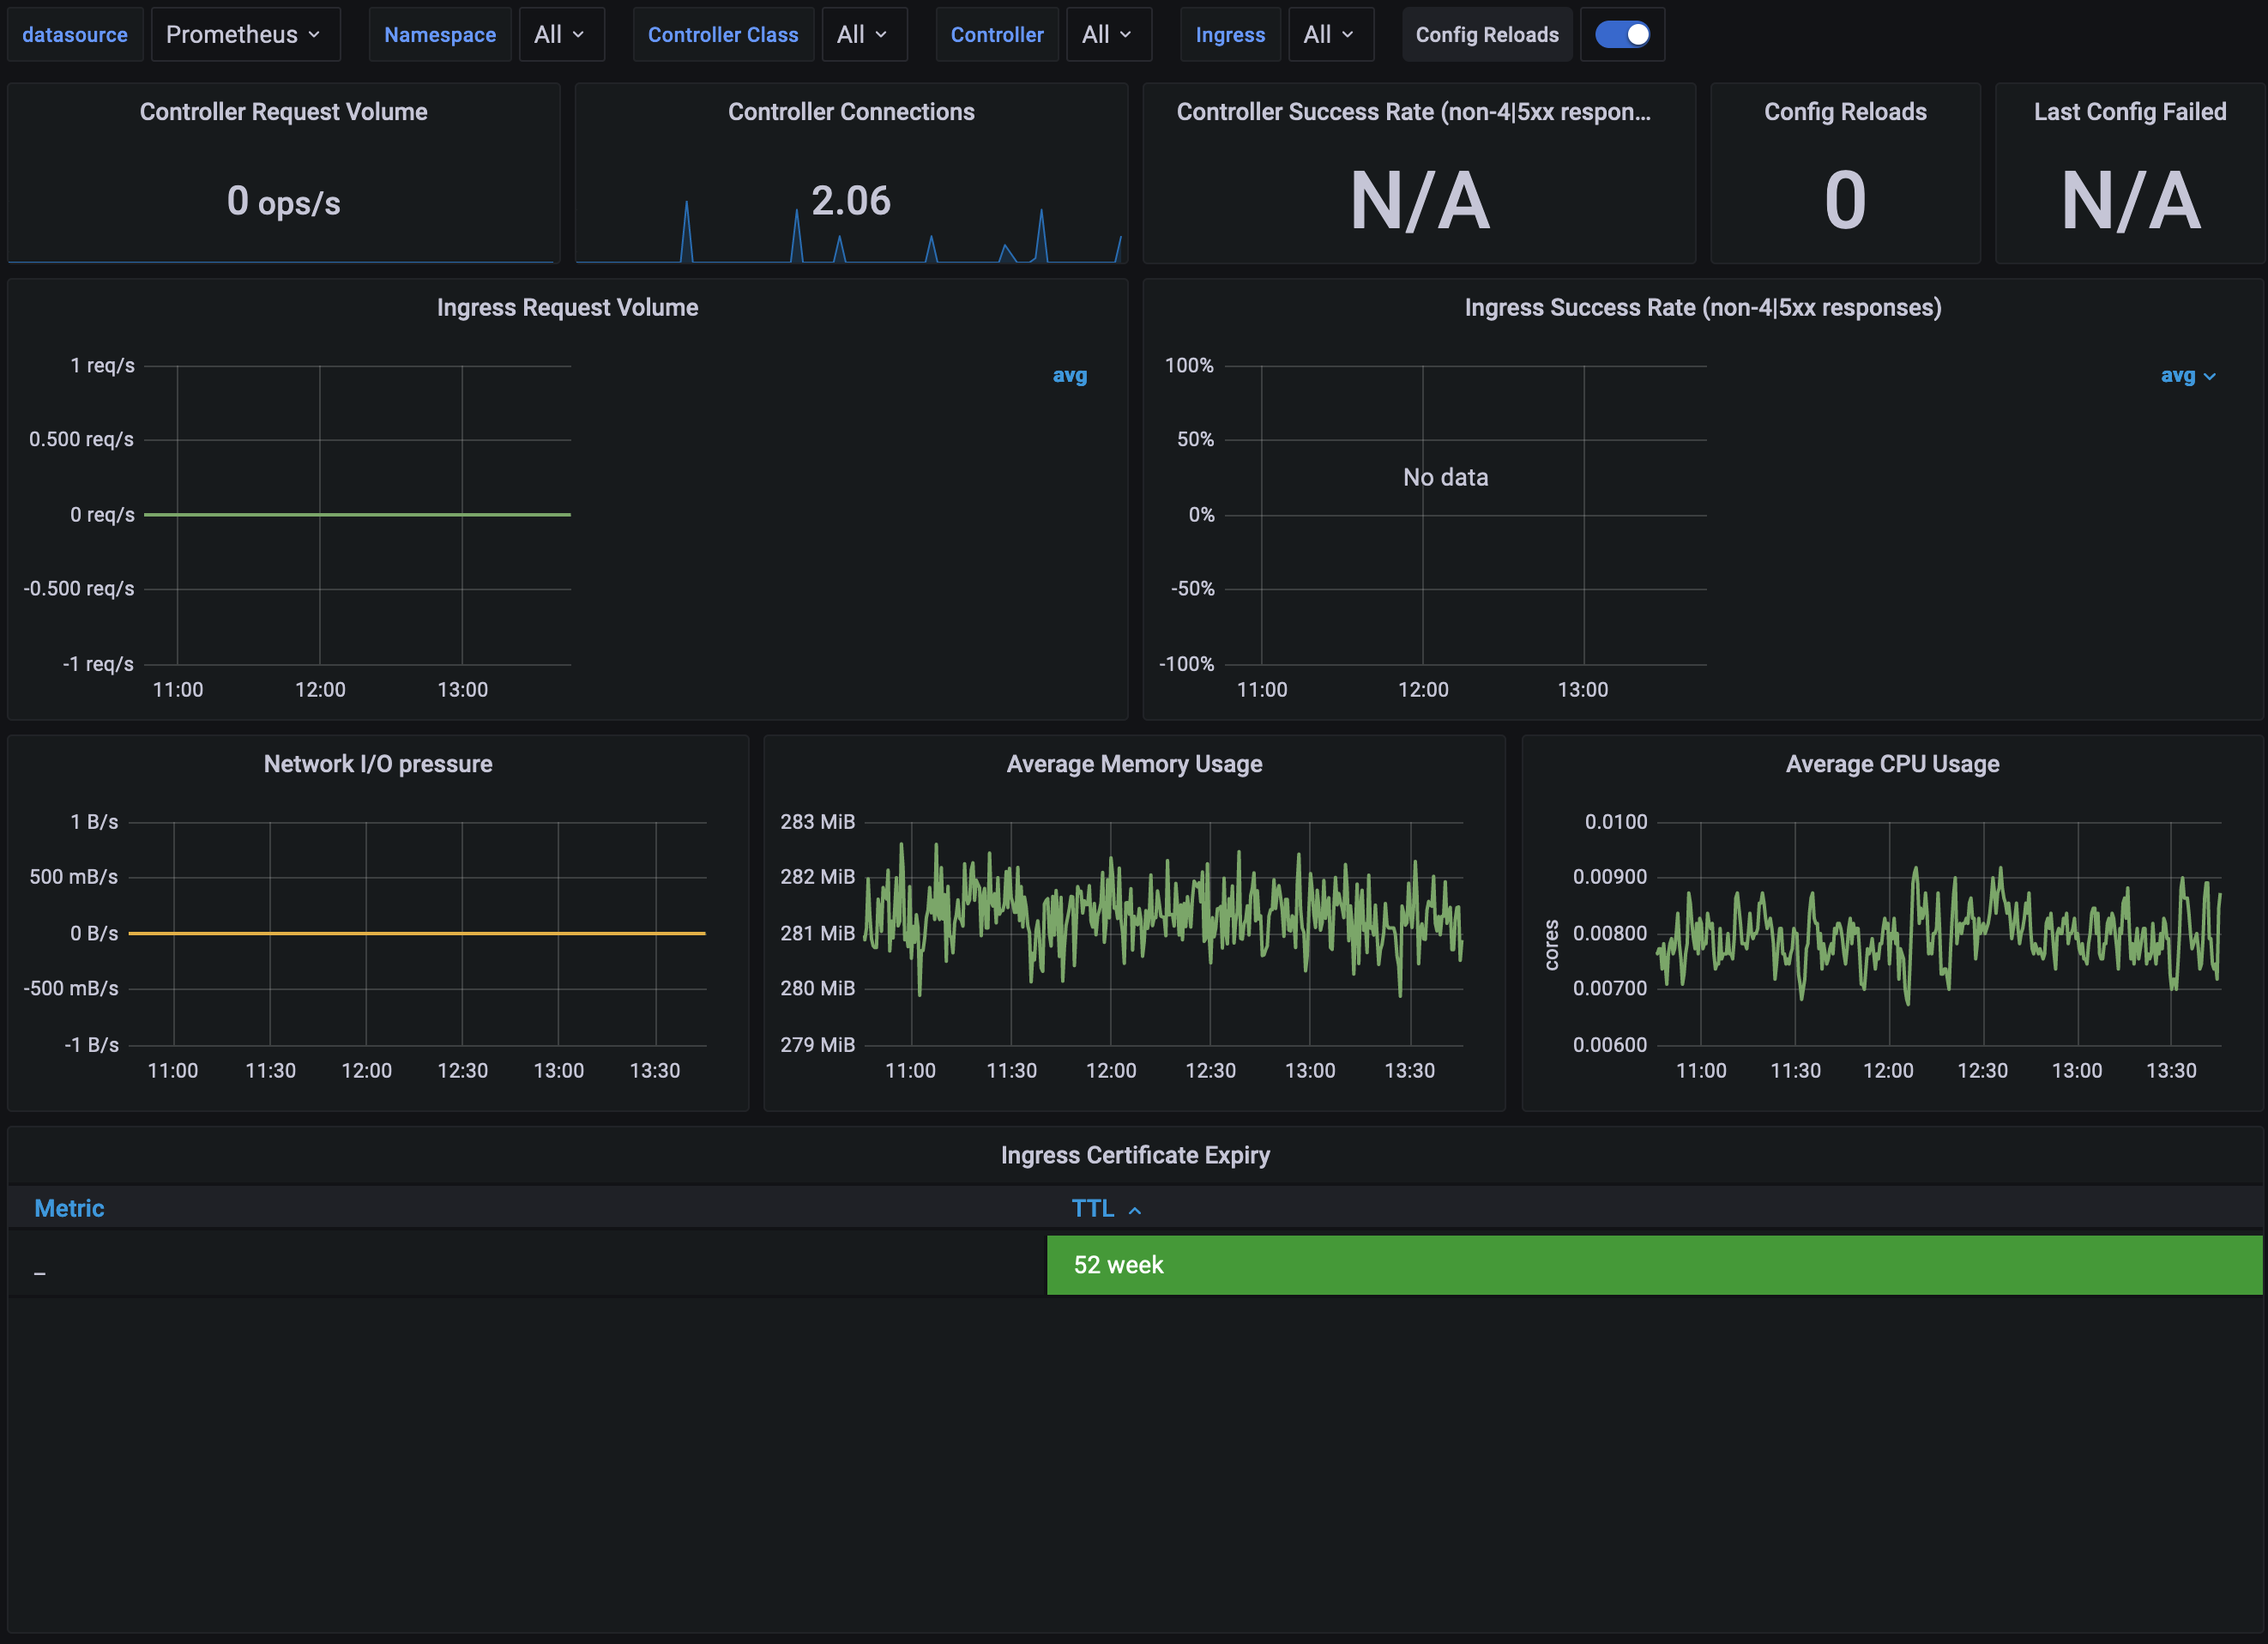 datasource Prometheus Namespace All Controller Class All Controller All Ingress All Config Reloads
Controller Request Volume
0 ops/s
Controller Connections
2.06
Controller Success Rate (non-4|5xx respon...
N/A
Config Reloads
0
Last Config Failed
N/A
Ingress Request Volume
1 req/s
0.500 req/s
0 req/s
-0.500 req/s
-1 req/s
11:00 12:00 13:00
avg
Ingress Success Rate (non-4|5xx responses)
100%
50%
0%
-50%
-100%
No data
11:00 12:00 13:00
avg
Network I/O pressure
1 B/s
500 mB/s
0 B/s
-500 mB/s
-1 B/s
11:00 11:30 12:00 12:30 13:00 13:30
Average Memory Usage
283 MiB
282 MiB
281 MiB
280 MiB
279 MiB
11:00 11:30 12:00 12:30 13:00 13:30
Average CPU Usage
cores
0.0100
0.00900
0.00800
0.00700
0.00600
11:00 11:30 12:00 12:30 13:00 13:30
Ingress Certificate Expiry
Metric TTL
_ 52 week